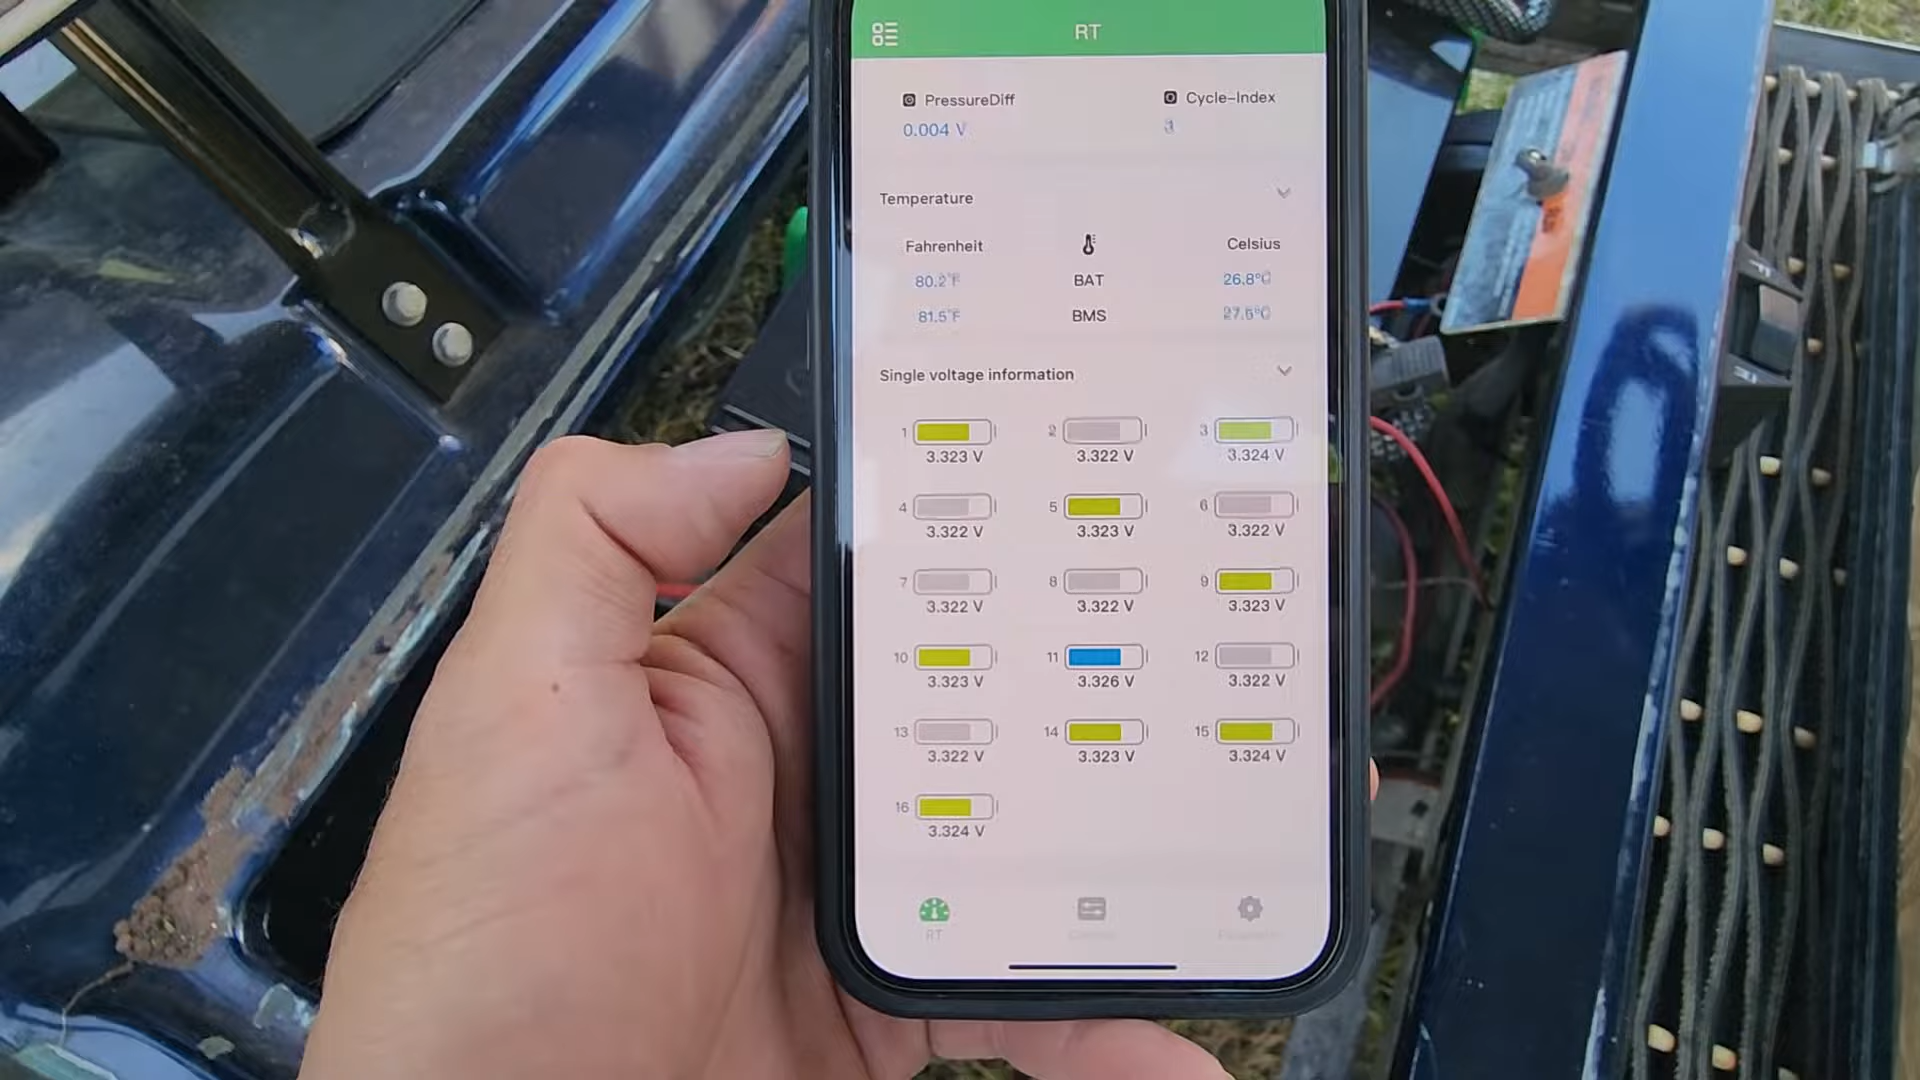 RT
PressureDiff Cycle-Index
0.004 V
Temperature
Fahrenheit Celsius
80.2°F BAT 26.8°C
81.5°F BMS 27.5°C
Single voltage information
1 2 3
3.323 V 3.322 V 3.324 V
4 5 6
3.322 V 3.323 V 3.322 V
7 8 9
3.322 V 3.322 V 3.323 V
10 11 12
3.323 V 3.326 V 3.322 V
13 14 15
3.322 V 3.323 V 3.324 V
16
3.324 V
RT